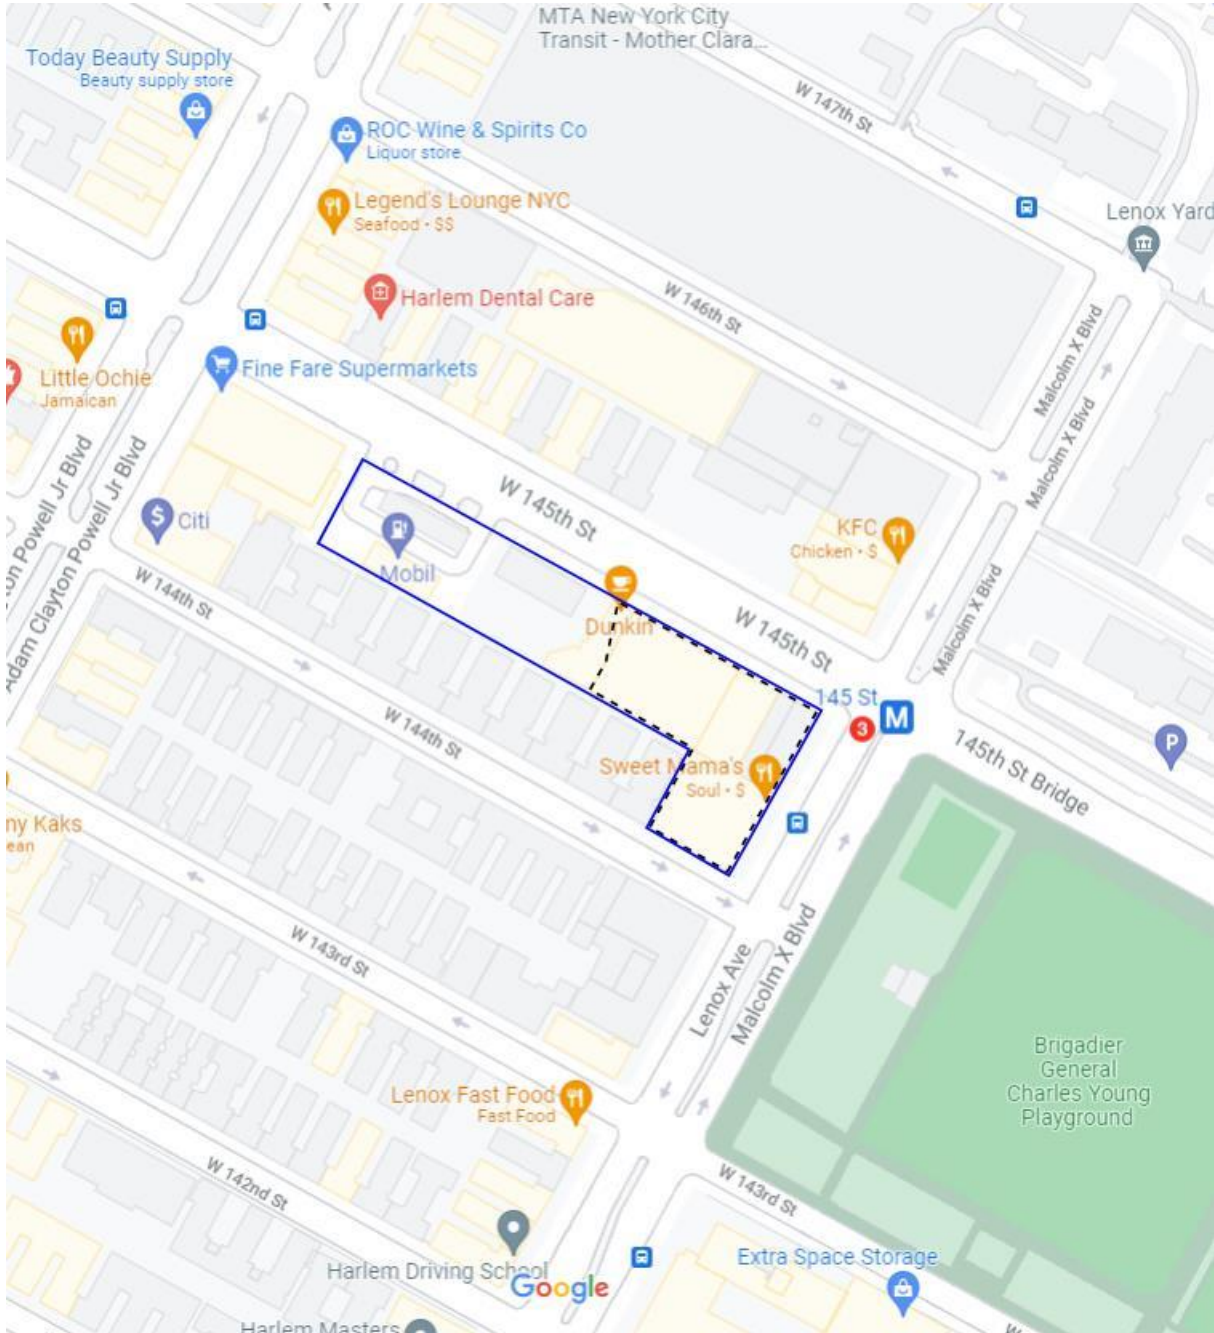 MTA New York City
Transit - Mother Clara...
Today Beauty Supply
Beauty supply store
W 147th St
ROC Wine & Spirits Co
Liquor store
Legend's Lounge NYC
Seafood • $$
Lenox Yard
Harlem Dental Care
W 146th St
Malcolm X Blvd
Little Ochie
Jamaican
Fine Fare Supermarkets
Malcolm X Blvd
on Powell Jr Blvd
Adam Clayton Powell Jr Blvd
W 145th St
Citi
KFC
Chicken • $
Mobil
W 144th St
Dunkin
W 145th St
Malcolm X Blvd
145 St
M
3
W 144th St
145th St Bridge
P
Sweet Mama's
Soul • $
ny Kaks
ean
W 143rd St
Lenox Ave
Malcolm X Blvd
Brigadier
General
Charles Young
Playground
Lenox Fast Food
Fast Food
W 142nd St
W 143rd St
Harlem Driving School
Google
Extra Space Storage
Harlem Masters
W